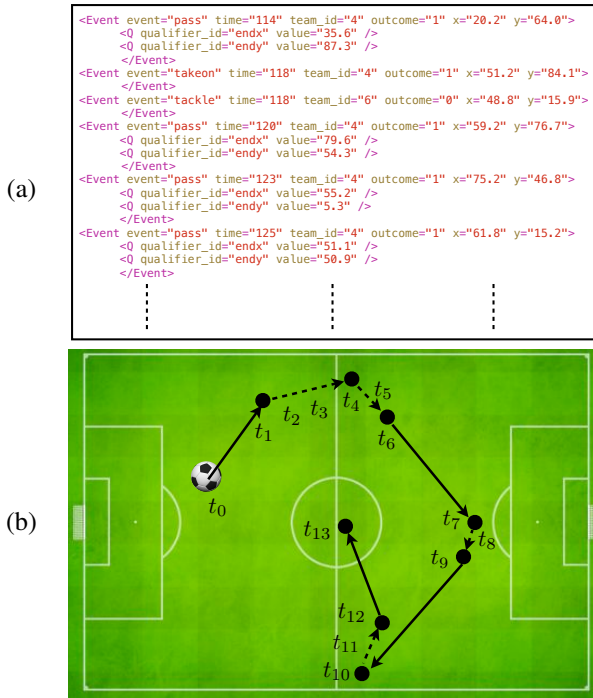 <Event event="pass" time="114" team_id="4" outcome="1" x="20.2" y="64.0">
<Q qualifier_id="endx" value="35.6" />
<Q qualifier_id="endy" value="87.3" />
</Event>
<Event event="takeon" time="118" team_id="4" outcome="1" x="51.2" y="84.1">
</Event>
<Event event="tackle" time="118" team_id="6" outcome="0" x="48.8" y="15.9">
</Event>
<Event event="pass" time="120" team_id="4" outcome="1" x="59.2" y="76.7">
<Q qualifier_id="endx" value="79.6" />
<Q qualifier_id="endy" value="54.3" />
</Event>
<Event event="pass" time="123" team_id="4" outcome="1" x="75.2" y="46.8">
<Q qualifier_id="endx" value="55.2" />
<Q qualifier_id="endy" value="5.3" />
</Event>
<Event event="pass" time="125" team_id="4" outcome="1" x="61.8" y="15.2">
<Q qualifier_id="endx" value="51.1" />
<Q qualifier_id="endy" value="50.9" />
</Event>
(a)
t0
t1
t2
t3
t4
t5
t6
t7
t8
t9
t10
t11
t12
t13
(b)